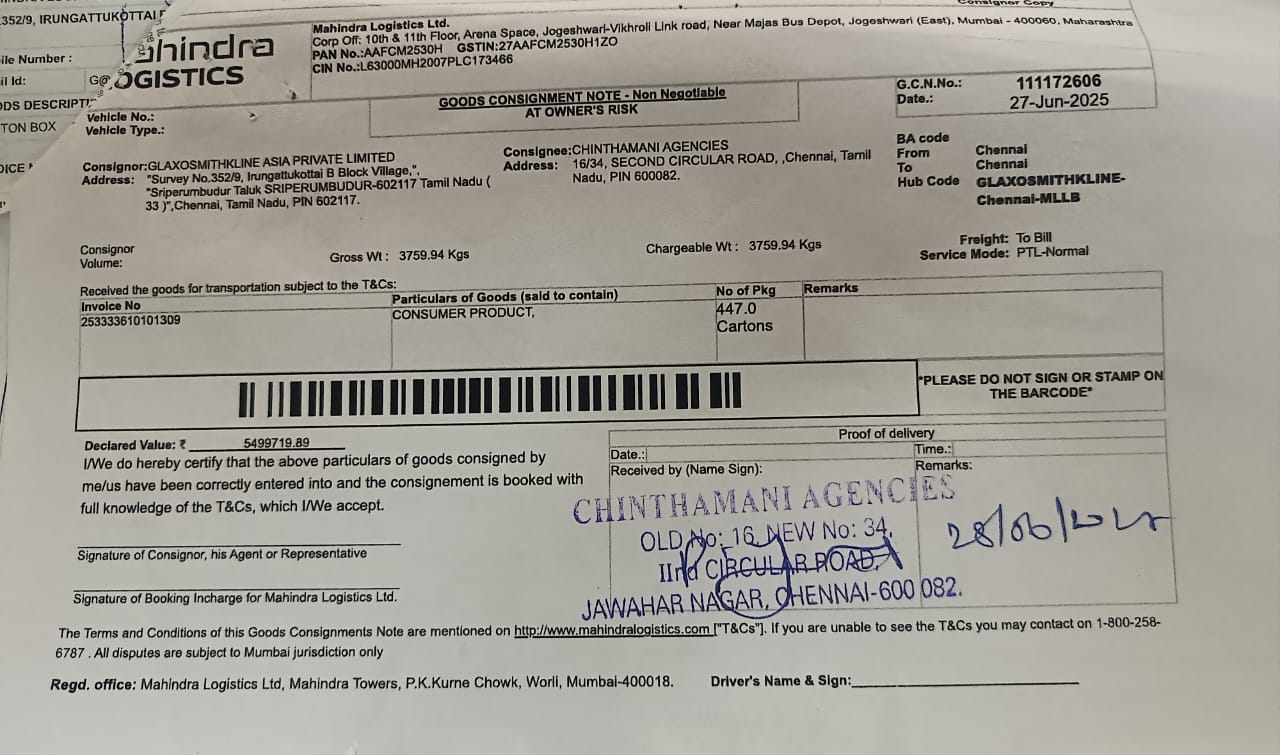 352/9, IRUNGATTUKOTTAI
ile Number :
il Id:
G@
DS DESCRIPTI
TON BOX
OICE
Consignor Copy
ahindra
LOGISTICS
Mahindra Logistics Ltd.
Corp Off: 10th & 11th Floor, Arena Space, Jogeshwari-Vikhroli Link road, Near Majas Bus Depot, Jogeshwari (East), Mumbai - 400060, Maharashtra
PAN No.:AAFCM2530H GSTIN:27AAFCM2530H1ZO
CIN No.:L63000MH2007PLC173466
GOODS CONSIGNMENT NOTE - Non Negotiable
AT OWNER'S RISK
G.C.N.No.: 111172606
Date.: 27-Jun-2025
Vehicle No.:
Vehicle Type.:
Consignor:GLAXOSMITHKLINE ASIA PRIVATE LIMITED
Address: "Survey No.352/9, Irungattukottai B Block Village,",
"Sriperumbudur Taluk SRIPERUMBUDUR-602117 Tamil Nadu (
33 )",Chennai, Tamil Nadu, PIN 602117.
Consignee:CHINTHAMANI AGENCIES
Address: 16/34, SECOND CIRCULAR ROAD, ,Chennai, Tamil
Nadu, PIN 600082.
BA code
From Chennai
To Chennai
Hub Code GLAXOSMITHKLINE-
Chennai-MLLB
Consignor
Volume:
Gross Wt : 3759.94 Kgs
Chargeable Wt : 3759.94 Kgs
Freight: To Bill
Service Mode: PTL-Normal
Received the goods for transportation subject to the T&Cs:
Invoice No Particulars of Goods (said to contain) No of Pkg Remarks
253333610101309 CONSUMER PRODUCT, 447.0
Cartons
*PLEASE DO NOT SIGN OR STAMP ON
THE BARCODE*
Declared Value: ₹ 5499719.89
I/We do hereby certify that the above particulars of goods consigned by
me/us have been correctly entered into and the consignement is booked with
full knowledge of the T&Cs, which I/We accept.
Signature of Consignor, his Agent or Representative
Signature of Booking Incharge for Mahindra Logistics Ltd.
Proof of delivery
Date.: Time.:
Received by (Name Sign): Remarks:
CHINTHAMANI AGENCIES
OLD No: 16, NEW No: 34,
IInd CIRCULAR ROAD,
JAWAHAR NAGAR, CHENNAI-600 082.
28/06/2025
The Terms and Conditions of this Goods Consignments Note are mentioned on http://www.mahindralogistics.com ["T&Cs"]. If you are unable to see the T&Cs you may contact on 1-800-258-
6787 . All disputes are subject to Mumbai jurisdiction only
Regd. office: Mahindra Logistics Ltd, Mahindra Towers, P.K.Kurne Chowk, Worli, Mumbai-400018. Driver's Name & Sign: